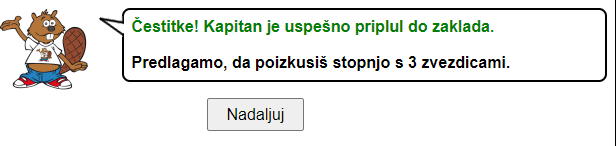 Čestitke! Kapitan je uspešno priplul do zaklada.
Predlagamo, da poizkusiš stopnjo s 3 zvezdicami.
Nadaljuj